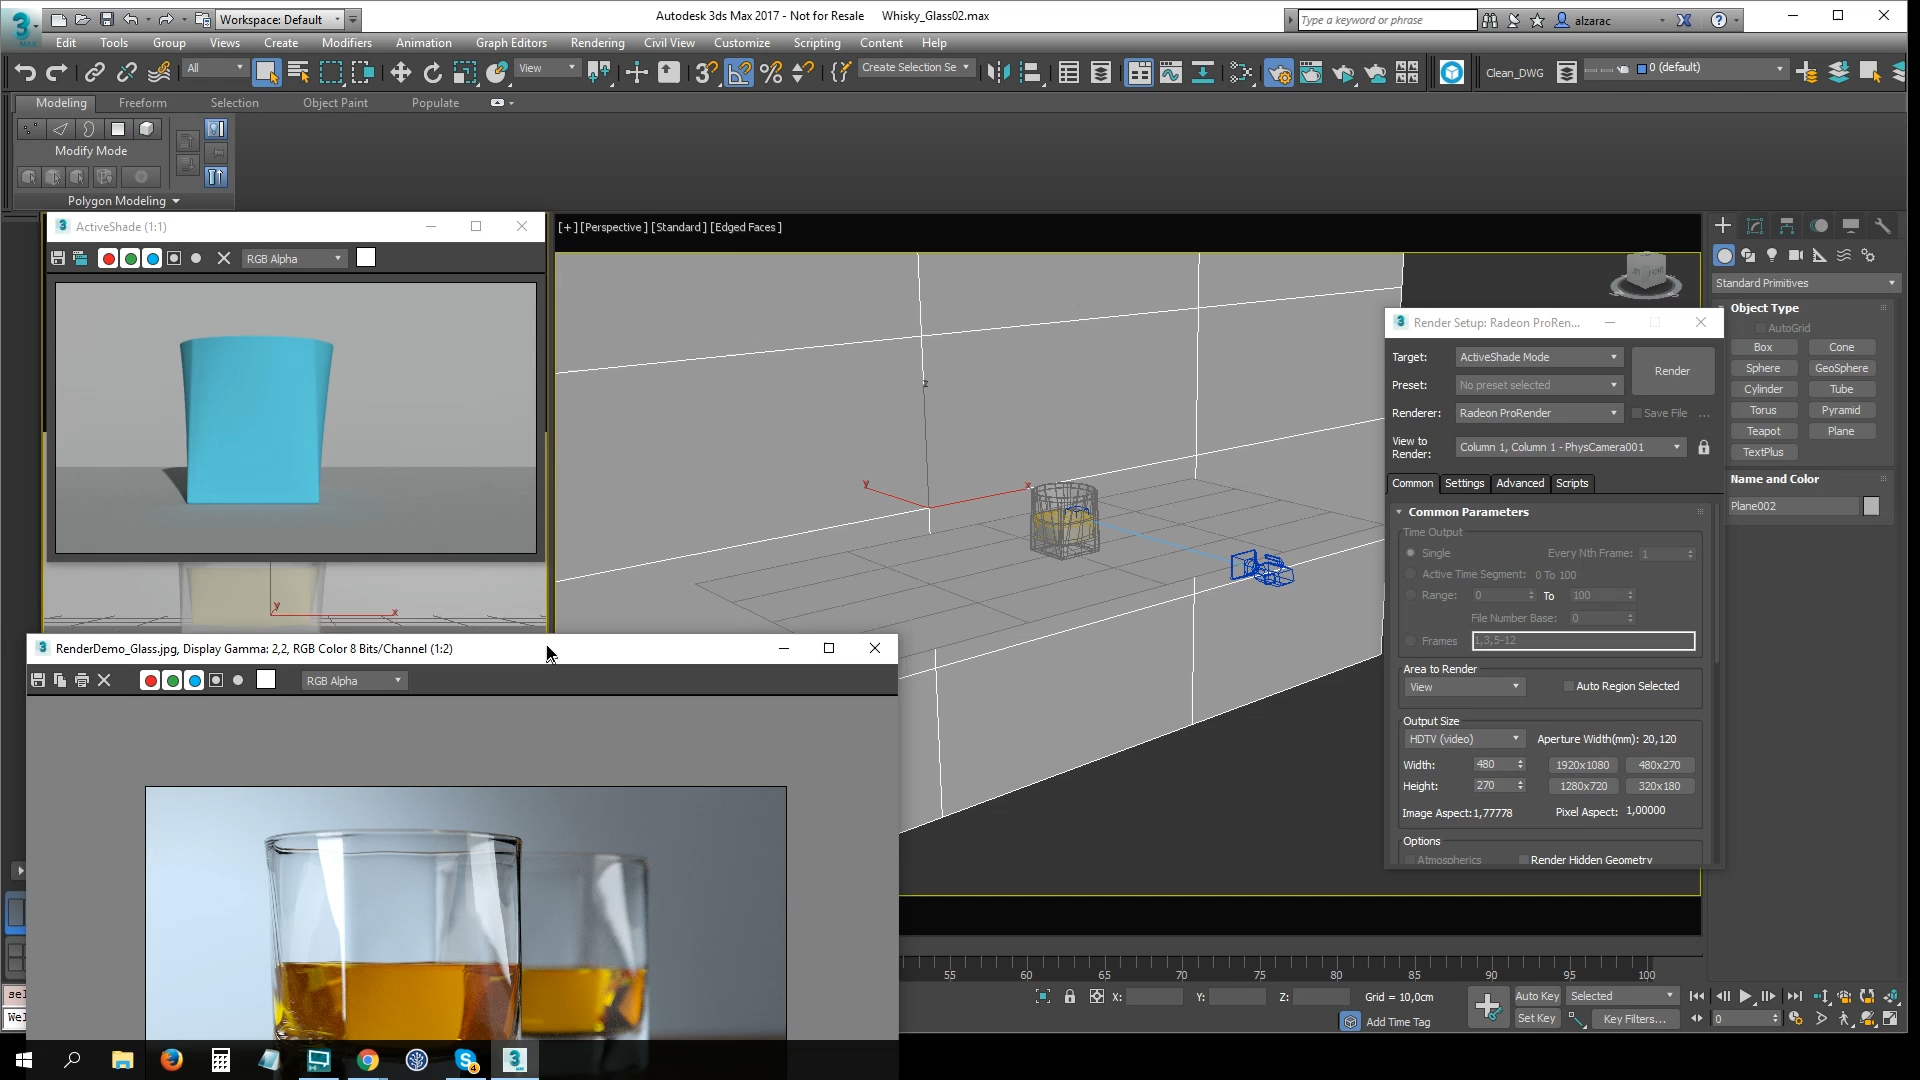 3 MAX
Workspace: Default
Autodesk 3ds Max 2017 - Not for Resale    Whisky_Glass02.max
Type a keyword or phrase
alzarac
Edit Tools Group Views Create Modifiers Animation Graph Editors Rendering Civil View Customize Scripting Content Help
All
View
Create Selection Se
Clean_DWG
0 (default)
Modeling Freeform Selection Object Paint Populate
Modify Mode
Polygon Modeling
ActiveShade (1:1)
RGB Alpha
[+] [Perspective] [Standard] [Edged Faces]
z
y
x
y
x
RenderDemo_Glass.jpg, Display Gamma: 2,2, RGB Color 8 Bits/Channel (1:2)
RGB Alpha
Render Setup: Radeon ProRen...
Target: ActiveShade Mode
Render
Preset: No preset selected
Renderer: Radeon ProRender
Save File ...
View to
Render:
Column 1, Column 1 - PhysCamera001
Common Settings Advanced Scripts
Common Parameters
Time Output
Single Every Nth Frame: 1
Active Time Segment: 0 To 100
Range: 0 To 100
File Number Base: 0
Frames 1,3,5-12
Area to Render
View Auto Region Selected
Output Size
HDTV (video) Aperture Width(mm): 20,120
Width: 480 1920x1080 480x270
Height: 270 1280x720 320x180
Image Aspect:1,77778 Pixel Aspect: 1,00000
Options
Atmospherics Render Hidden Geometry
Standard Primitives
Object Type
AutoGrid
Box Cone
Sphere GeoSphere
Cylinder Tube
Torus Pyramid
Teapot Plane
TextPlus
Name and Color
Plane002
55 60 65 70 75 80 85 90 95 100
sel
Wel
X: Y: Z: Grid = 10,0cm
Add Time Tag
Auto Key Selected
Set Key Key Filters...
0
4
3 MAX